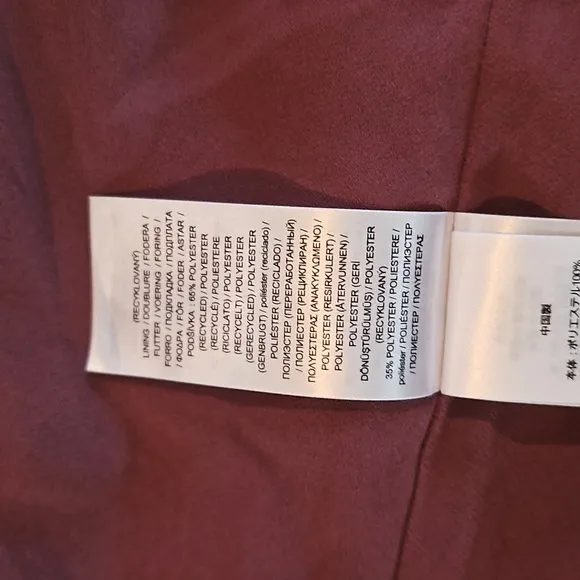 (RECYKLOVANÝ)
LINING / DOUBLURE / FODERA /
FUTTER / VOERING / FORING /
FORRO / ПОДКЛАДКА / ПОДПЛАТА
/ ΦΟΔΡΑ / FÓR / FODER / ASTAR /
PODŠÍVKA : 65% POLYESTER
(RECYCLED) / POLYESTER
(RECYCLÉ) / POLIESTERE
(RICICLATO) / POLYESTER
(RECYCELT) / POLYESTER
(GERECYCLED) / POLYESTER
(GENBRUGT) / poliéster (reciclado) /
POLIÉSTER (RECICLADO) /
ПОЛИЭСТЕР (ПЕРЕРАБОТАННЫЙ)
/ ПОЛИЕСТЕР (РЕЦИКЛИРАН) /
ΠΟΛΥΕΣΤΕΡΑΣ (ΑΝΑΚΥΚΛΩΜΕΝΟ) /
POLYESTER (RESIRKULERT) /
POLYESTER (ÅTERVUNNEN) /
POLYESTER (GERİ
DÖNÜŞTÜRÜLMÜŞ) / POLYESTER
(RECYKLOVANÝ)
35% POLYESTER / POLIESTERE /
poliéster / POLIÉSTER / ПОЛИЭСТЕР
/ ПОЛИЕСТЕР / ΠΟΛΥΕΣΤΕΡΑΣ
中国製
本体 : ポリエステル100%